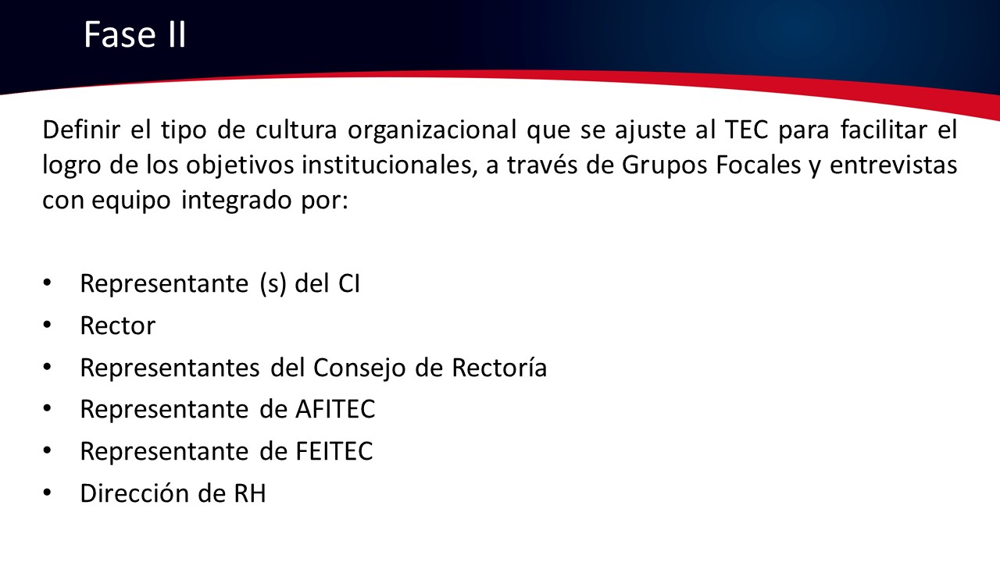 Fase II
Definir el tipo de cultura organizacional que se ajuste al TEC para facilitar el
logro de los objetivos institucionales, a través de Grupos Focales y entrevistas
con equipo integrado por:
• Representante (s) del CI
• Rector
• Representantes del Consejo de Rectoría
• Representante de AFITEC
• Representante de FEITEC
• Dirección de RH